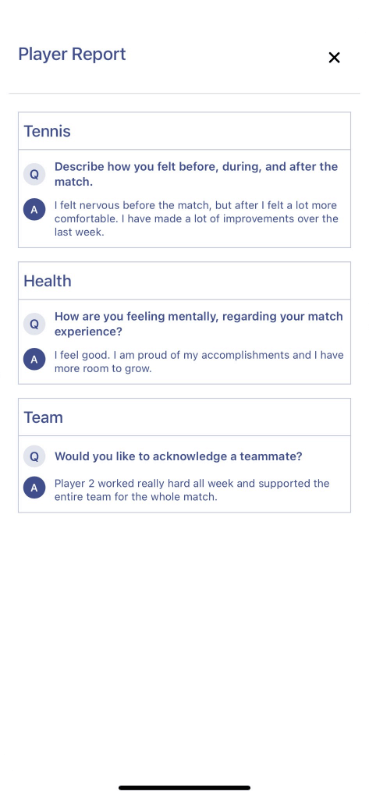 Player Report
×
Tennis
Q
Describe how you felt before, during, and after the
match.
A
I felt nervous before the match, but after I felt a lot more
comfortable. I have made a lot of improvements over the
last week.
Health
Q
How are you feeling mentally, regarding your match
experience?
A
I feel good. I am proud of my accomplishments and I have
more room to grow.
Team
Q
Would you like to acknowledge a teammate?
A
Player 2 worked really hard all week and supported the
entire team for the whole match.